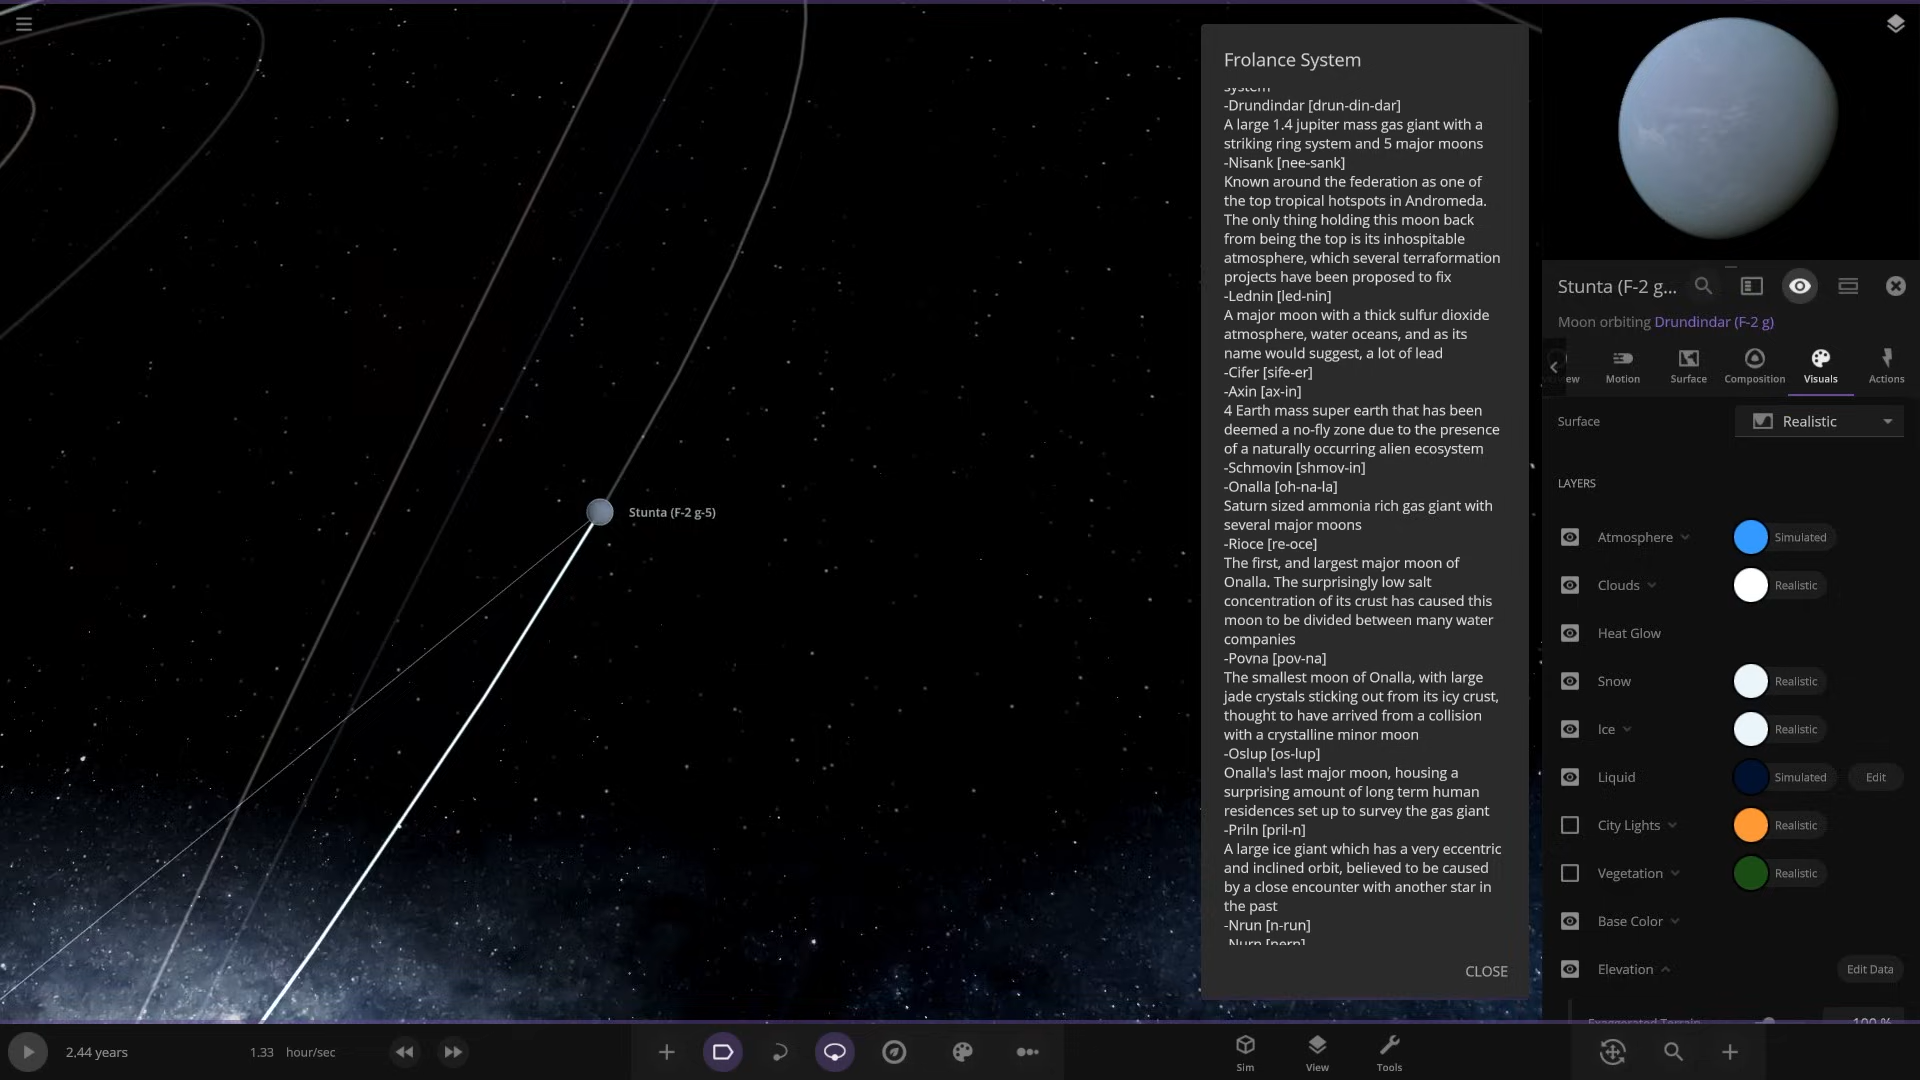 Frolance System
system
-Drundindar [drun-din-dar]
A large 1.4 jupiter mass gas giant with a
striking ring system and 5 major moons
-Nisank [nee-sank]
Known around the federation as one of
the top tropical hotspots in Andromeda.
The only thing holding this moon back
from being the top is its inhospitable
atmosphere, which several terraformation
projects have been proposed to fix
-Lednin [led-nin]
A major moon with a thick sulfur dioxide
atmosphere, water oceans, and as its
name would suggest, a lot of lead
-Cifer [sife-er]
-Axin [ax-in]
4 Earth mass super earth that has been
deemed a no-fly zone due to the presence
of a naturally occurring alien ecosystem
-Schmovin [shmov-in]
-Onalla [oh-na-la]
Saturn sized ammonia rich gas giant with
several major moons
-Rioce [re-oce]
The first, and largest major moon of
Onalla. The surprisingly low salt
concentration of its crust has caused this
moon to be divided between many water
companies
-Povna [pov-na]
The smallest moon of Onalla, with large
jade crystals sticking out from its icy crust,
thought to have arrived from a collision
with a crystalline minor moon
-Oslup [os-lup]
Onalla's last major moon, housing a
surprising amount of long term human
residences set up to survey the gas giant
-Priln [pril-n]
A large ice giant which has a very eccentric
and inclined orbit, believed to be caused
by a close encounter with another star in
the past
-Nrun [n-run]
-Nurn [nern]
CLOSE
Stunta (F-2 g-5)
Stunta (F-2 g...
Moon orbiting Drundindar (F-2 g)
Motion Surface Composition Visuals Actions
Surface Realistic
LAYERS
Atmosphere Simulated
Clouds Realistic
Heat Glow
Snow Realistic
Ice Realistic
Liquid Simulated Edit
City Lights Realistic
Vegetation Realistic
Base Color
Elevation Edit Data
Exaggerated Terrain 100 %
2.44 years 1.33 hour/sec
Sim View Tools